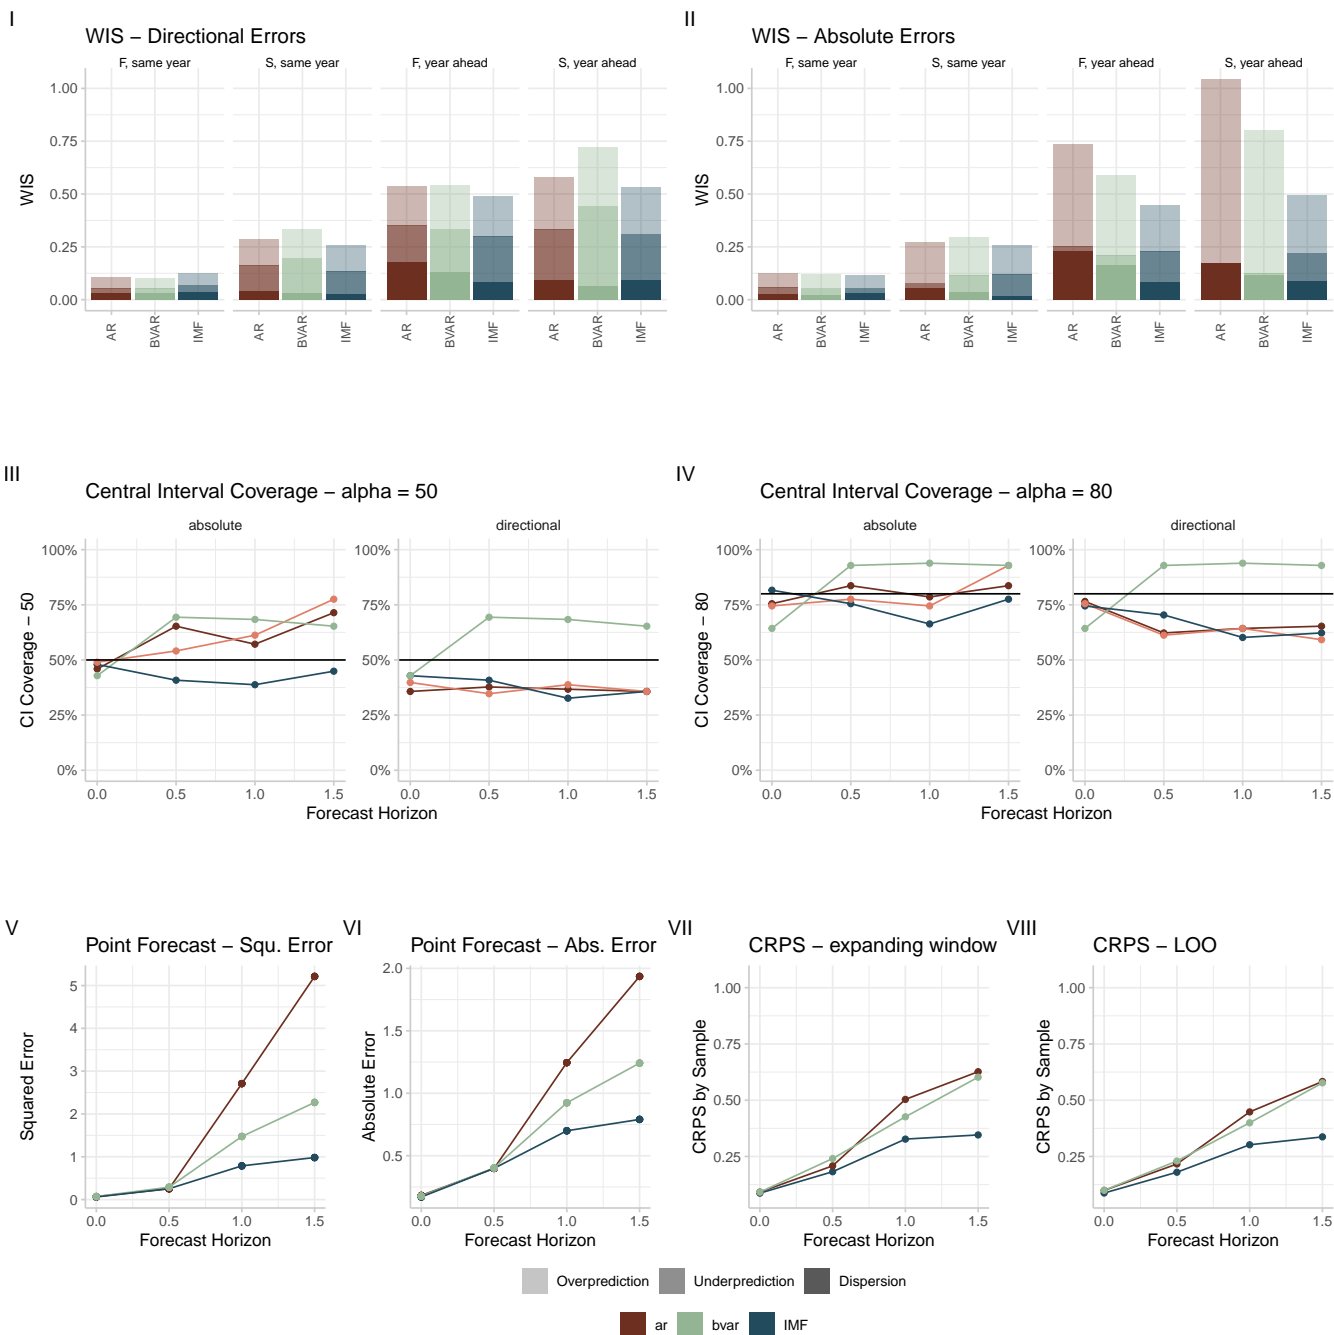 I
WIS – Directional Errors
F, same year
S, same year
F, year ahead
S, year ahead
1.00
0.75
0.50
0.25
0.00
WIS
AR
BVAR
IMF
AR
BVAR
IMF
AR
BVAR
IMF
AR
BVAR
IMF
II
WIS – Absolute Errors
F, same year
S, same year
F, year ahead
S, year ahead
1.00
0.75
0.50
0.25
0.00
WIS
AR
BVAR
IMF
AR
BVAR
IMF
AR
BVAR
IMF
AR
BVAR
IMF
III
Central Interval Coverage – alpha = 50
absolute
directional
100%
75%
50%
25%
0%
100%
75%
50%
25%
0%
CI Coverage – 50
0.0 0.5 1.0 1.5
0.0 0.5 1.0 1.5
Forecast Horizon
IV
Central Interval Coverage – alpha = 80
absolute
directional
100%
75%
50%
25%
0%
100%
75%
50%
25%
0%
CI Coverage – 80
0.0 0.5 1.0 1.5
0.0 0.5 1.0 1.5
Forecast Horizon
V
Point Forecast – Squ. Error
5
4
3
2
1
0
Squared Error
0.0 0.5 1.0 1.5
Forecast Horizon
VI
Point Forecast – Abs. Error
2.0
1.5
1.0
0.5
Absolute Error
0.0 0.5 1.0 1.5
Forecast Horizon
VII
CRPS – expanding window
1.00
0.75
0.50
0.25
CRPS by Sample
0.0 0.5 1.0 1.5
Forecast Horizon
VIII
CRPS – LOO
1.00
0.75
0.50
0.25
CRPS by Sample
0.0 0.5 1.0 1.5
Forecast Horizon
Overprediction Underprediction Dispersion
ar bvar IMF